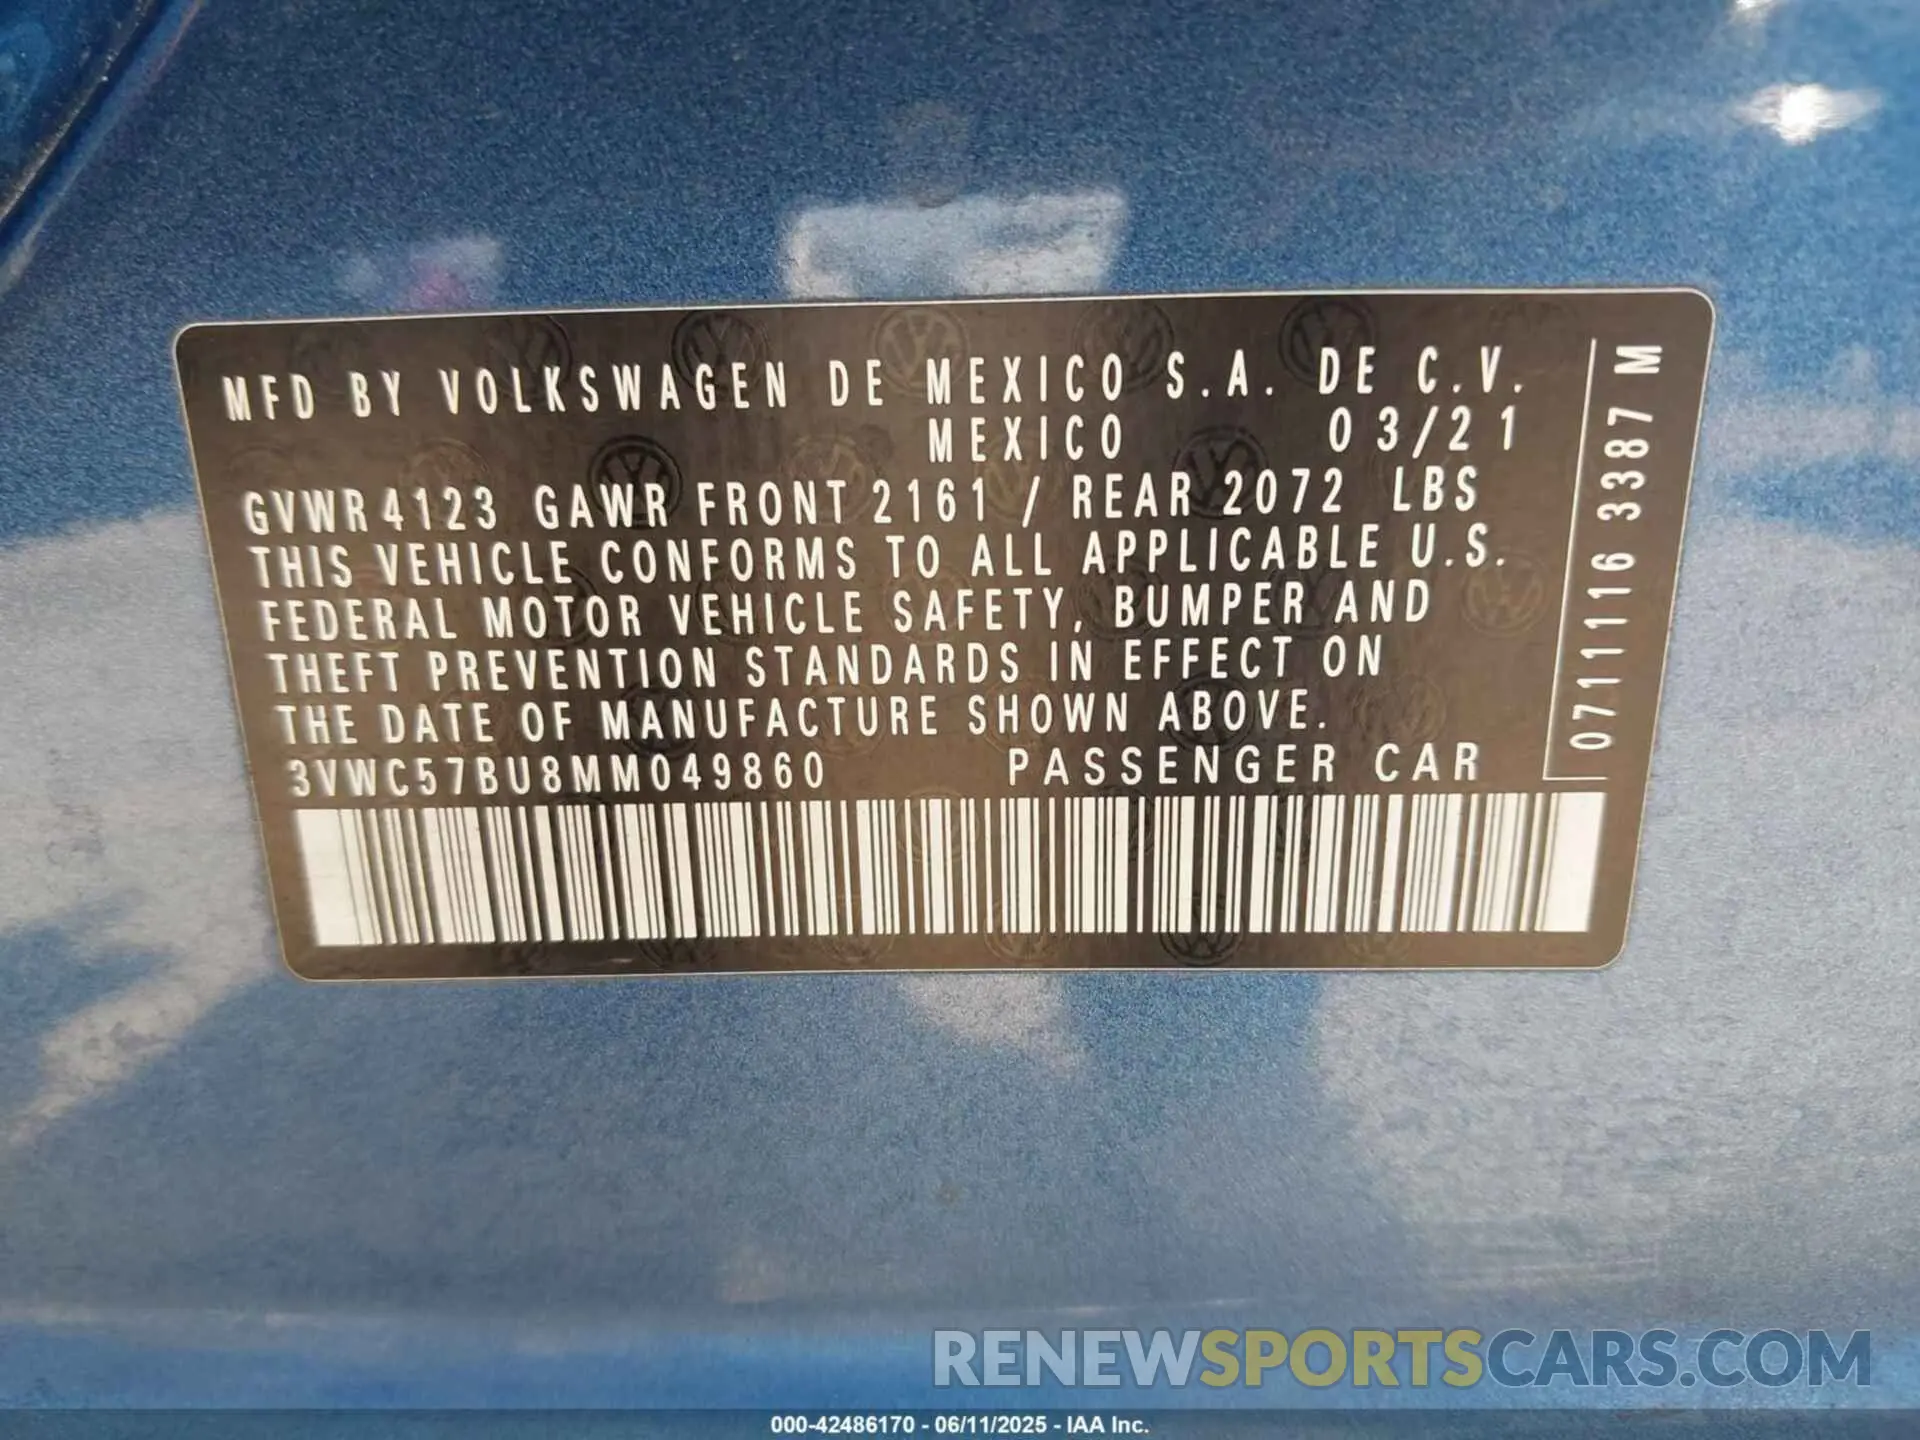 MFD BY VOLKSWAGEN DE MEXICO S.A. DE C.V.
MEXICO 03/21
GVWR 4123 GAWR FRONT 2161 / REAR 2072 LBS
THIS VEHICLE CONFORMS TO ALL APPLICABLE U.S.
FEDERAL MOTOR VEHICLE SAFETY, BUMPER AND
THEFT PREVENTION STANDARDS IN EFFECT ON
THE DATE OF MANUFACTURE SHOWN ABOVE.
3VWC57BU8MM049860 PASSENGER CAR
0711116 3387 M
RENEWSPORTSCARS.COM
000-42486170 - 06/11/2025 - IAA Inc.